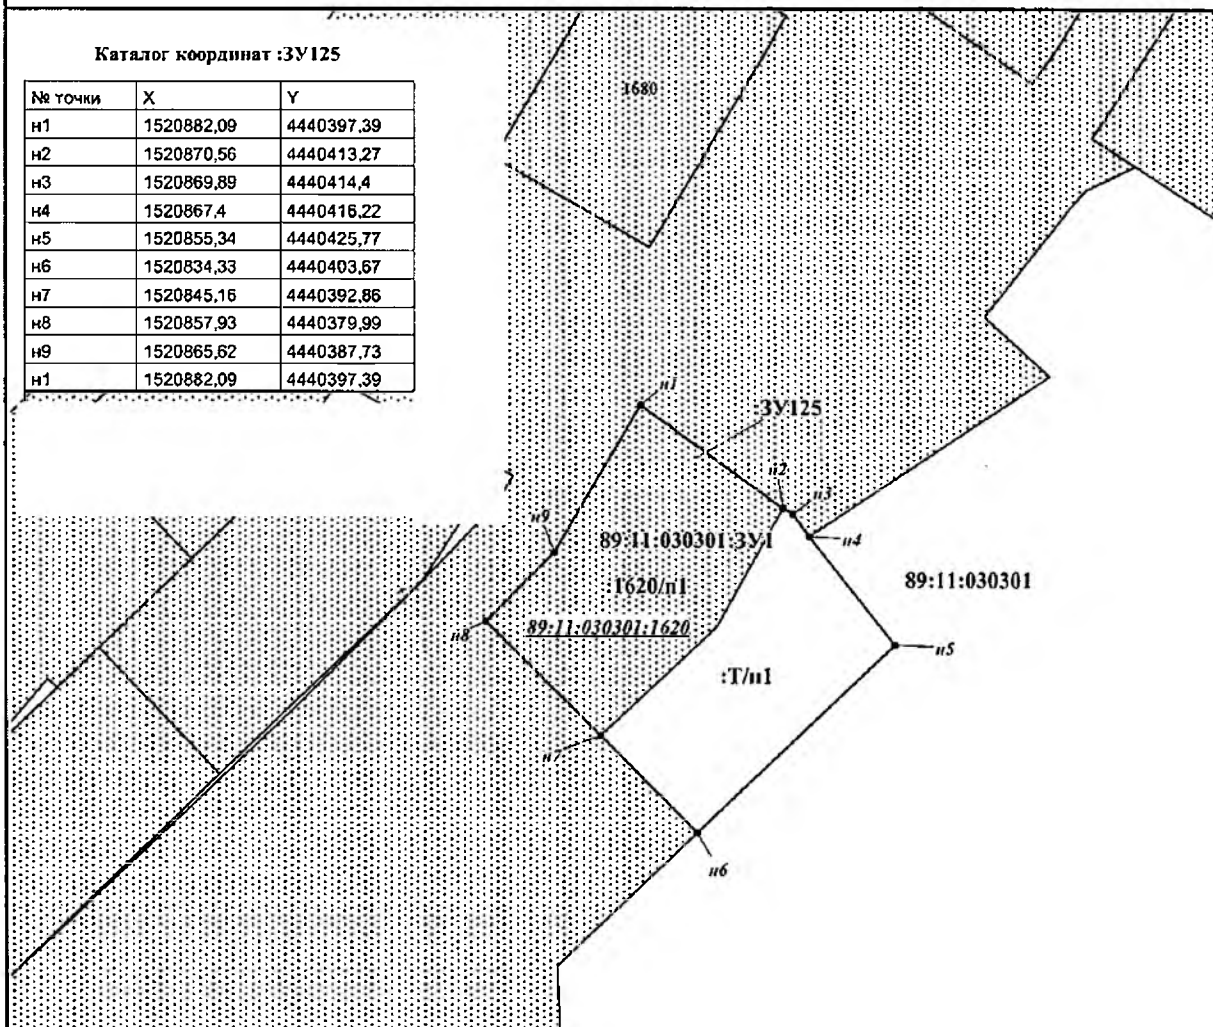 Каталог координат :ЗУ125
№ точки X Y
н1 1520882,09 4440397,39
н2 1520870,56 4440413,27
н3 1520869,89 4440414,4
н4 1520867,4 4440416,22
н5 1520855,34 4440425,77
н6 1520834,33 4440403,67
н7 1520845,16 4440392,86
н8 1520857,93 4440379,99
н9 1520865,62 4440387,73
н1 1520882,09 4440397,39
1680
н1
:ЗУ125
н2
н3
н9
89:11:030301:ЗУ1
н4
:1620/п1
89:11:030301
89:11:030301:1620
н8
н5
:Т/п1
н7
н6